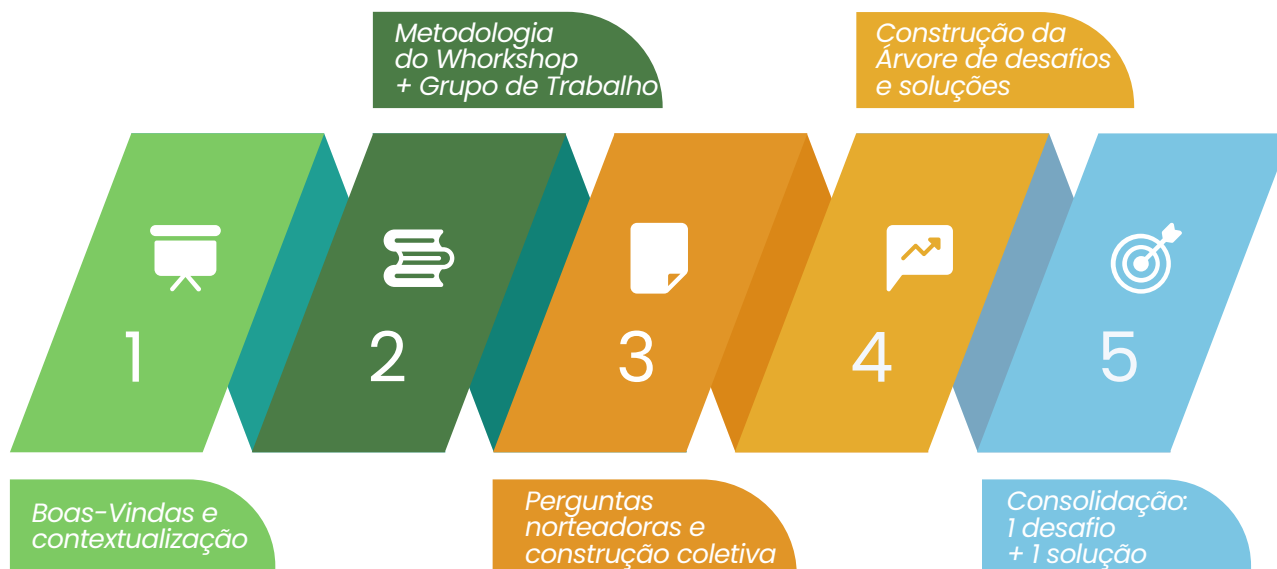 Metodologia
do Whorkshop
+ Grupo de Trabalho
Construção da
Árvore de desafios
e soluções
1
2
3
4
5
Boas-Vindas e
contextualização
Perguntas
norteadoras e
construção coletiva
Consolidação:
1 desafio
+ 1 solução